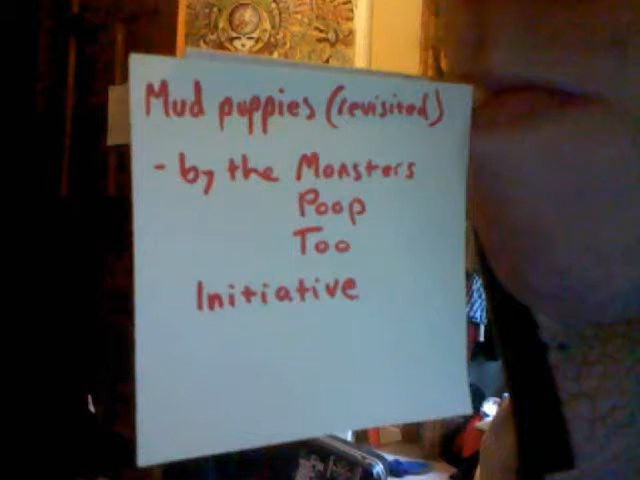 Mud puppies (revisited)
- by the Monsters
Poop
Too
Initiative